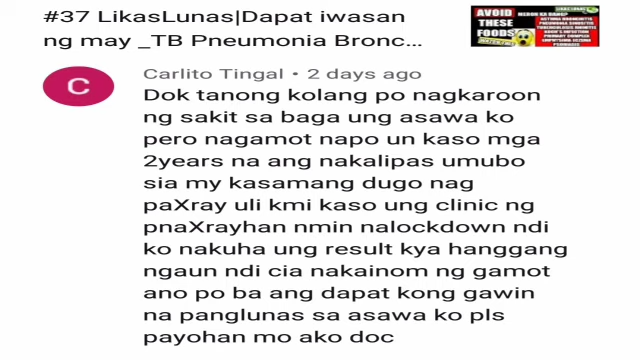 #37 LikasLunas|Dapat iwasan
ng may _TB Pneumonia Bronc...
AVOID
THESE
FOODS
C
Carlito Tingal • 2 days ago
Dok tanong kolang po nagkaroon
ng sakit sa baga ung asawa ko
pero nagamot napo un kaso mga
2years na ang nakalipas umubo
sia my kasamang dugo nag
paXray uli kmi kaso ung clinic ng
pnaXrayhan nmin nalockdown ndi
ko nakuha ung result kya hanggang
ngaun ndi cia nakainom ng gamot
ano po ba ang dapat kong gawin
na panglunas sa asawa ko pls
payohan mo ako doc